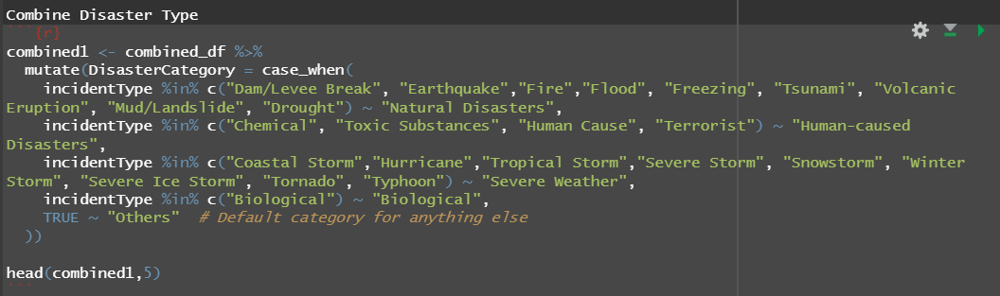 Combine Disaster Type
```{r}
combined1 <- combined_df %>%
  mutate(DisasterCategory = case_when(
    incidentType %in% c("Dam/Levee Break", "Earthquake","Fire","Flood", "Freezing", "Tsunami", "Volcanic
Eruption", "Mud/Landslide", "Drought") ~ "Natural Disasters",
    incidentType %in% c("Chemical", "Toxic Substances", "Human Cause", "Terrorist") ~ "Human-caused
Disasters",
    incidentType %in% c("Coastal Storm","Hurricane","Tropical Storm","Severe Storm", "Snowstorm", "Winter
Storm", "Severe Ice Storm", "Tornado", "Typhoon") ~ "Severe Weather",
    incidentType %in% c("Biological") ~ "Biological",
    TRUE ~ "Others"  # Default category for anything else
  ))

head(combined1,5)
```